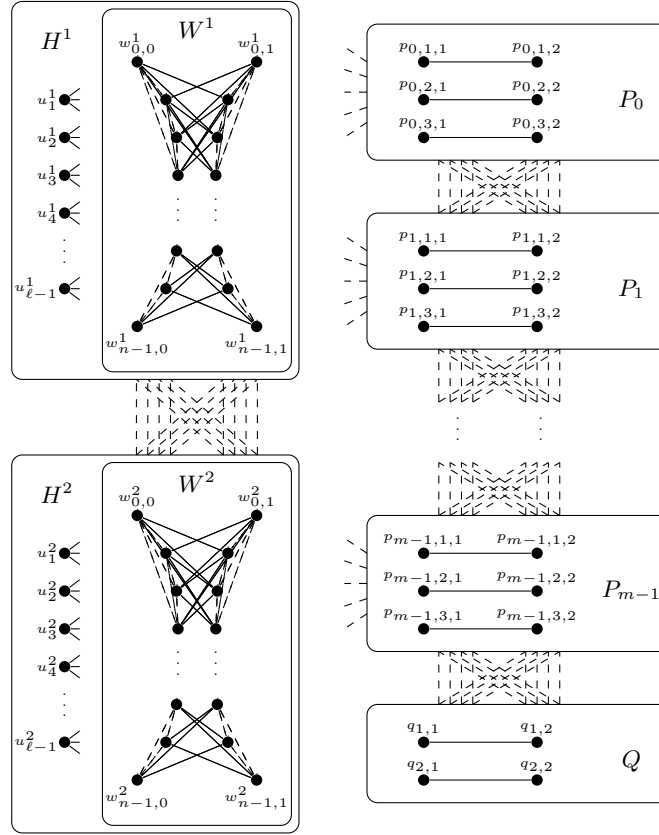 H^1
W^1
w^1_{0,0} w^1_{0,1}
u^1_1
u^1_2
u^1_3
u^1_4
u^1_{ℓ−1}
w^1_{n−1,0} w^1_{n−1,1}
H^2
W^2
w^2_{0,0} w^2_{0,1}
u^2_1
u^2_2
u^2_3
u^2_4
u^2_{ℓ−1}
w^2_{n−1,0} w^2_{n−1,1}
p_{0,1,1} p_{0,1,2}
p_{0,2,1} p_{0,2,2}
p_{0,3,1} p_{0,3,2}
P_0
p_{1,1,1} p_{1,1,2}
p_{1,2,1} p_{1,2,2}
p_{1,3,1} p_{1,3,2}
P_1
p_{m−1,1,1} p_{m−1,1,2}
p_{m−1,2,1} p_{m−1,2,2}
p_{m−1,3,1} p_{m−1,3,2}
P_{m−1}
q_{1,1} q_{1,2}
q_{2,1} q_{2,2}
Q